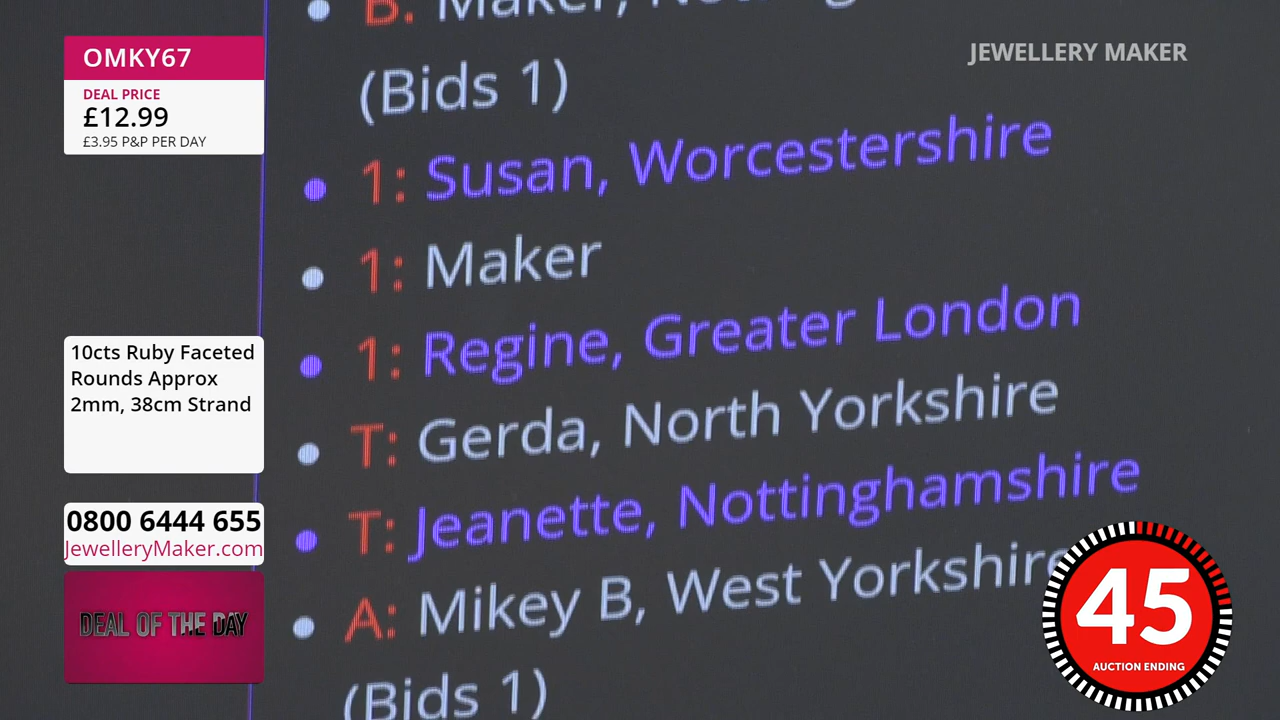 OMKY67
DEAL PRICE
£12.99
£3.95 P&P PER DAY
JEWELLERY MAKER
B. Maker,
(Bids 1)
1: Susan, Worcestershire
1: Maker
1: Regine, Greater London
T: Gerda, North Yorkshire
T: Jeanette, Nottinghamshire
A: Mikey B, West Yorkshire
(Bids 1)
10cts Ruby Faceted
Rounds Approx
2mm, 38cm Strand
0800 6444 655
JewelleryMaker.com
DEAL OF THE DAY
45
AUCTION ENDING